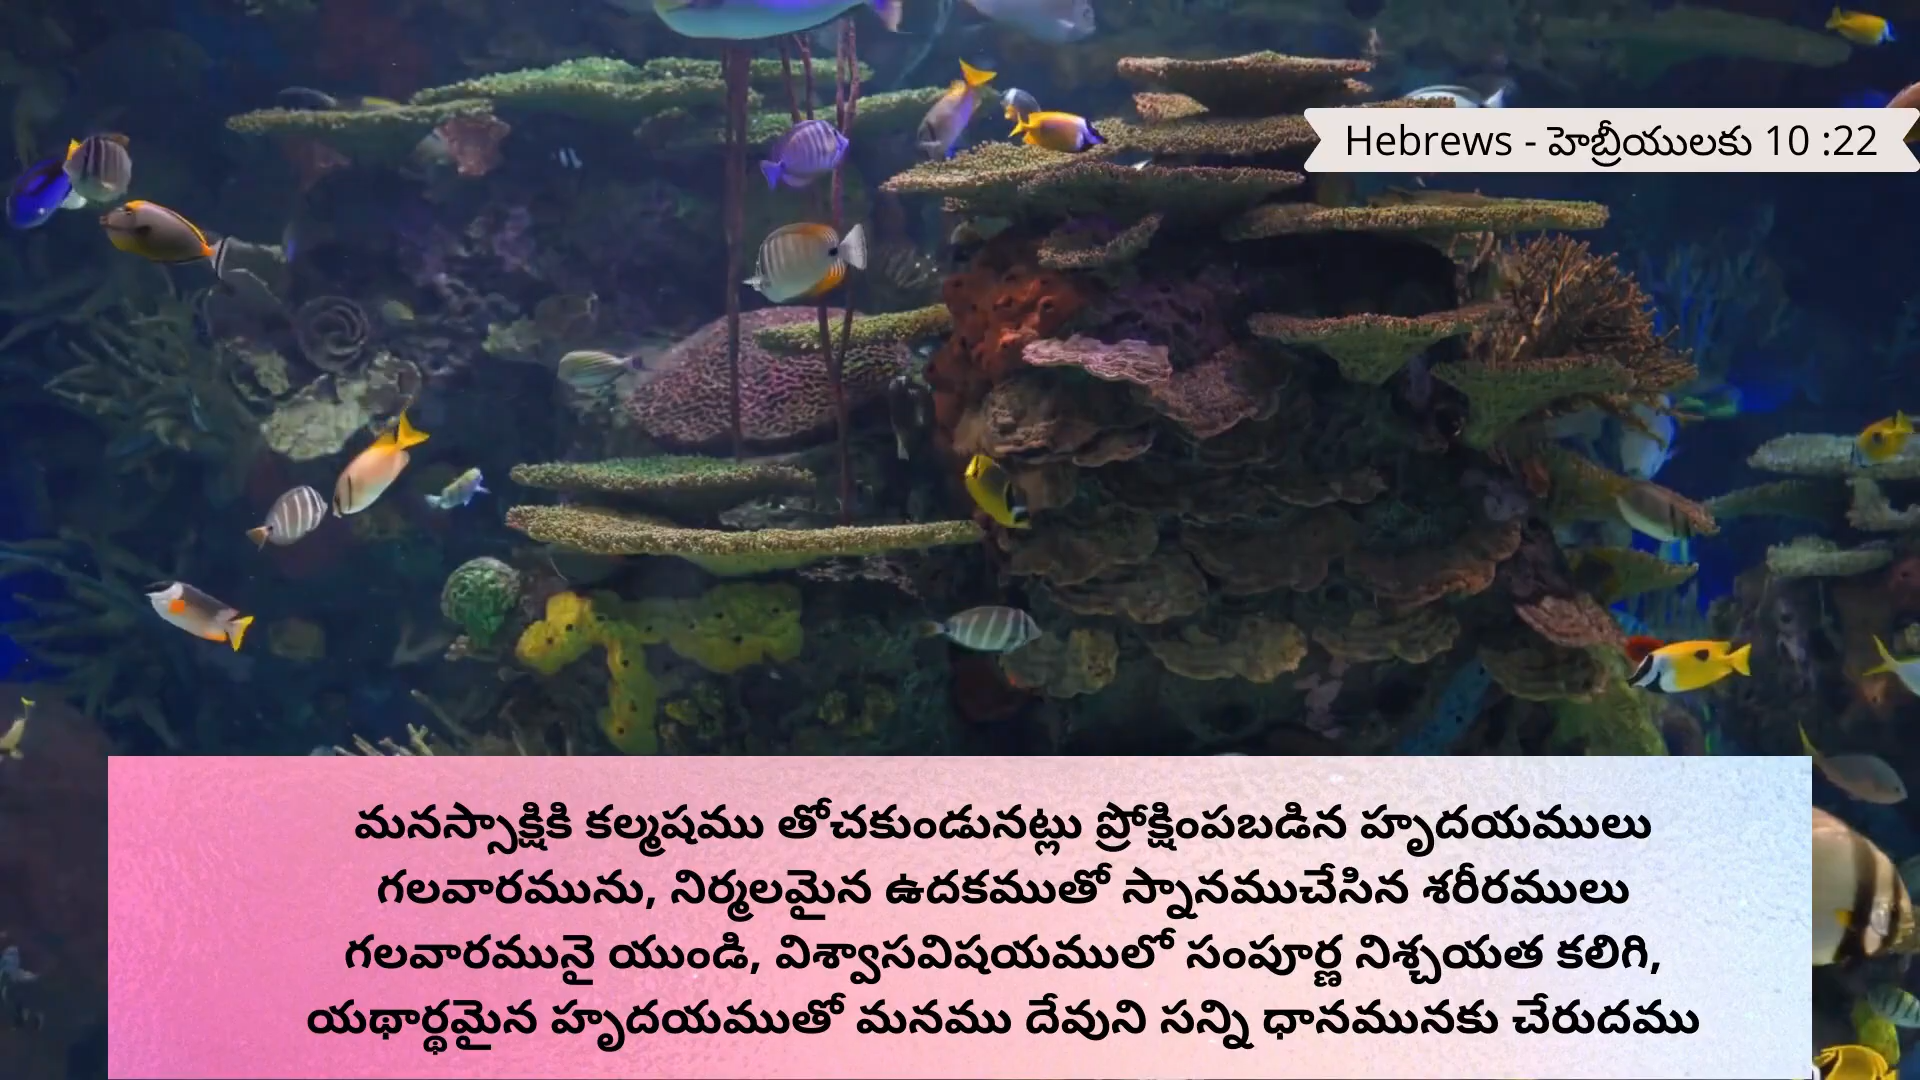 Hebrews - హెబ్రీయులకు 10 :22
మనస్సాక్షికి కల్మషము తోచకుండునట్లు ప్రోక్షింపబడిన హృదయములు
గలవారమును, నిర్మలమైన ఉదకముతో స్నానముచేసిన శరీరములు
గలవారమునై యుండి, విశ్వాసవిషయములో సంపూర్ణ నిశ్చయత కలిగి,
యథార్థమైన హృదయముతో మనము దేవుని సన్ని ధానమునకు చేరుదము